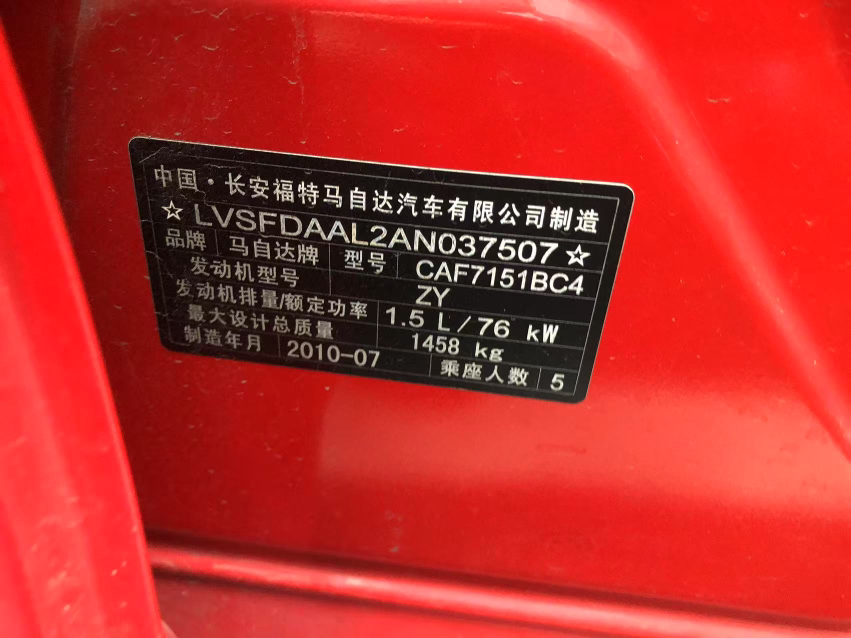 中国·长安福特马自达汽车有限公司制造
☆LVSFDAAL2AN037507☆
品牌 马自达牌 型号 CAF7151BC4
发动机型号 ZY
发动机排量/额定功率 1.5 L/76 kW
最大设计总质量 1458 kg
制造年月 2010-07 乘座人数 5